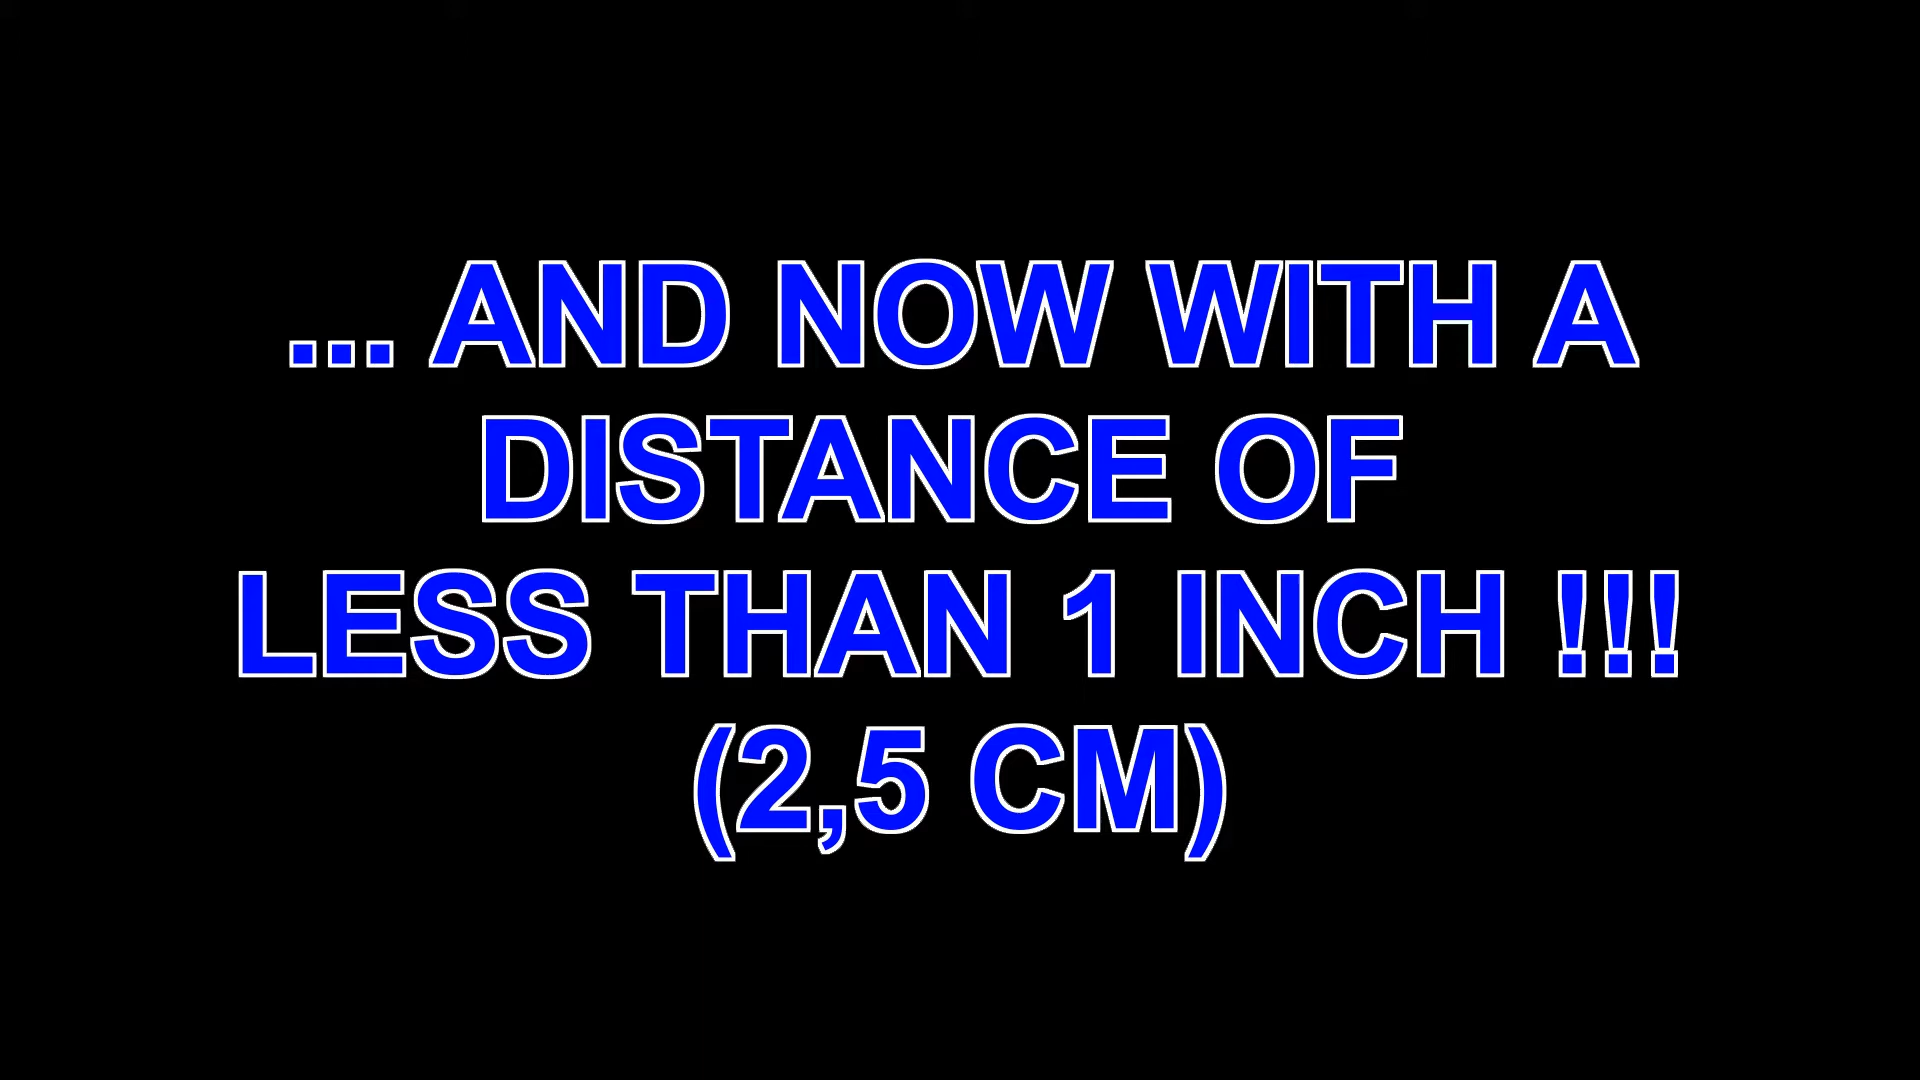 ... AND NOW WITH A
DISTANCE OF
LESS THAN 1 INCH !!!
(2,5 CM)